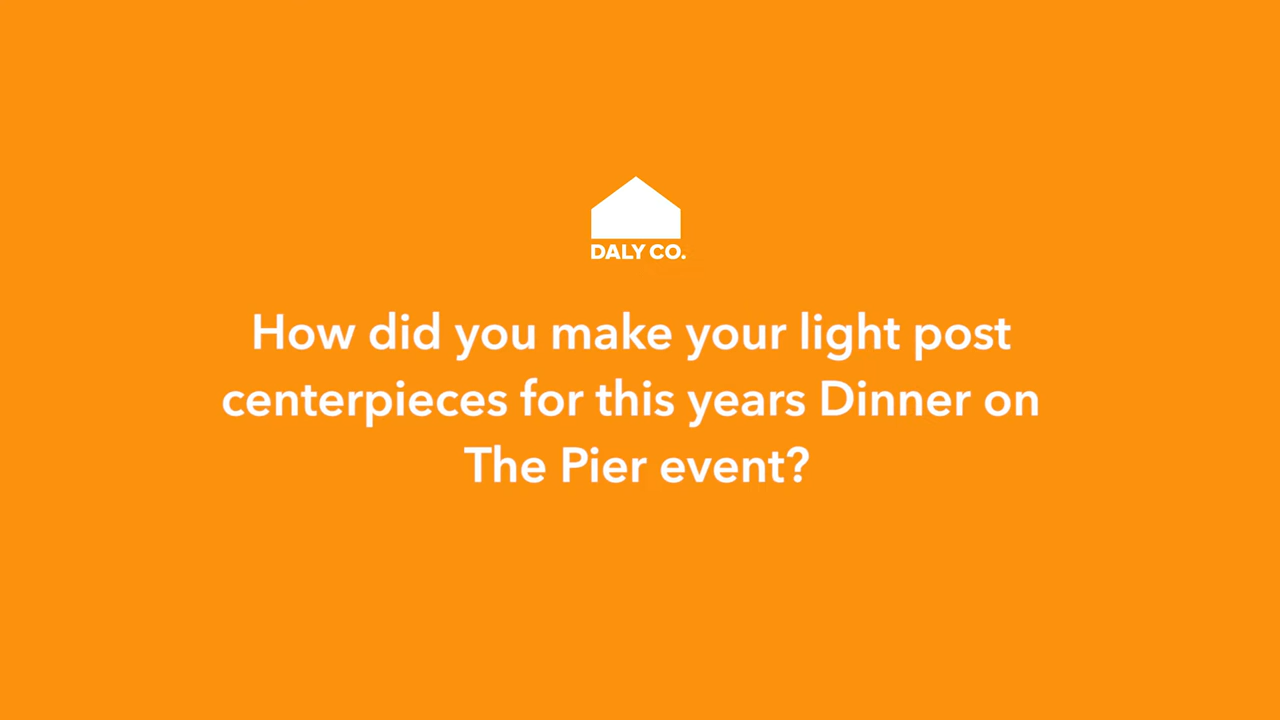 DALY CO.
How did you make your light post
centerpieces for this years Dinner on
The Pier event?